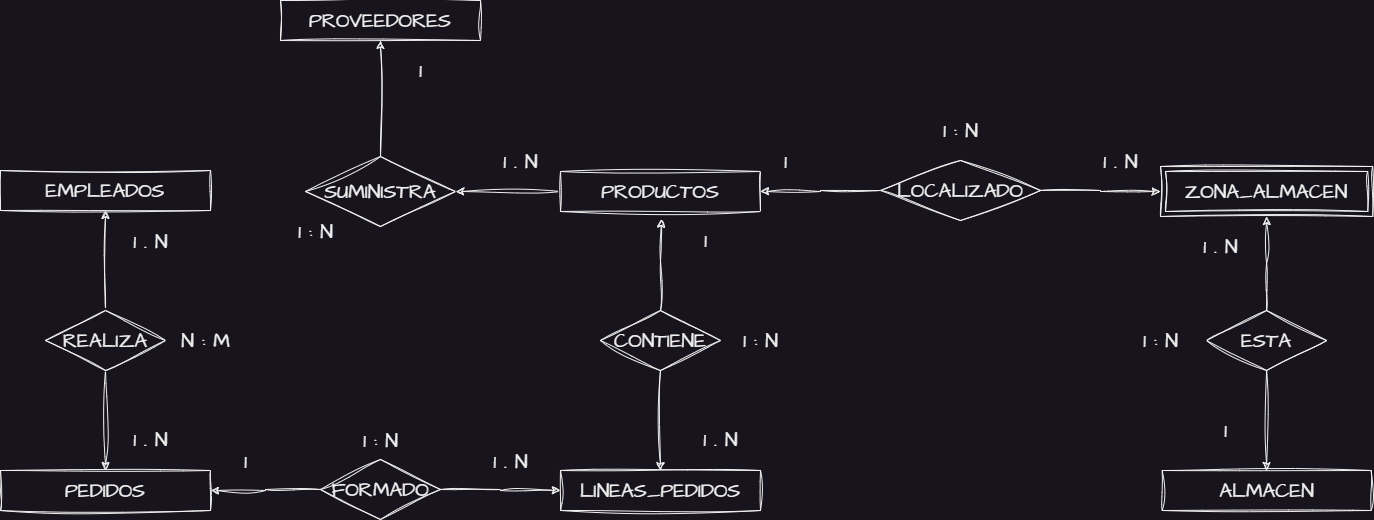 PROVEEDORES
1
1 : N
1 . N
1
1 . N
EMPLEADOS
SUMINISTRA
PRODUCTOS
LOCALIZADO
ZONA_ALMACEN
1 : N
1 . N
1
1 . N
REALIZA
N : M
CONTIENE
1 : N
1 : N
ESTA
1 . N
1 : N
1 . N
1
1
1 . N
PEDIDOS
FORMADO
LINEAS_PEDIDOS
ALMACEN